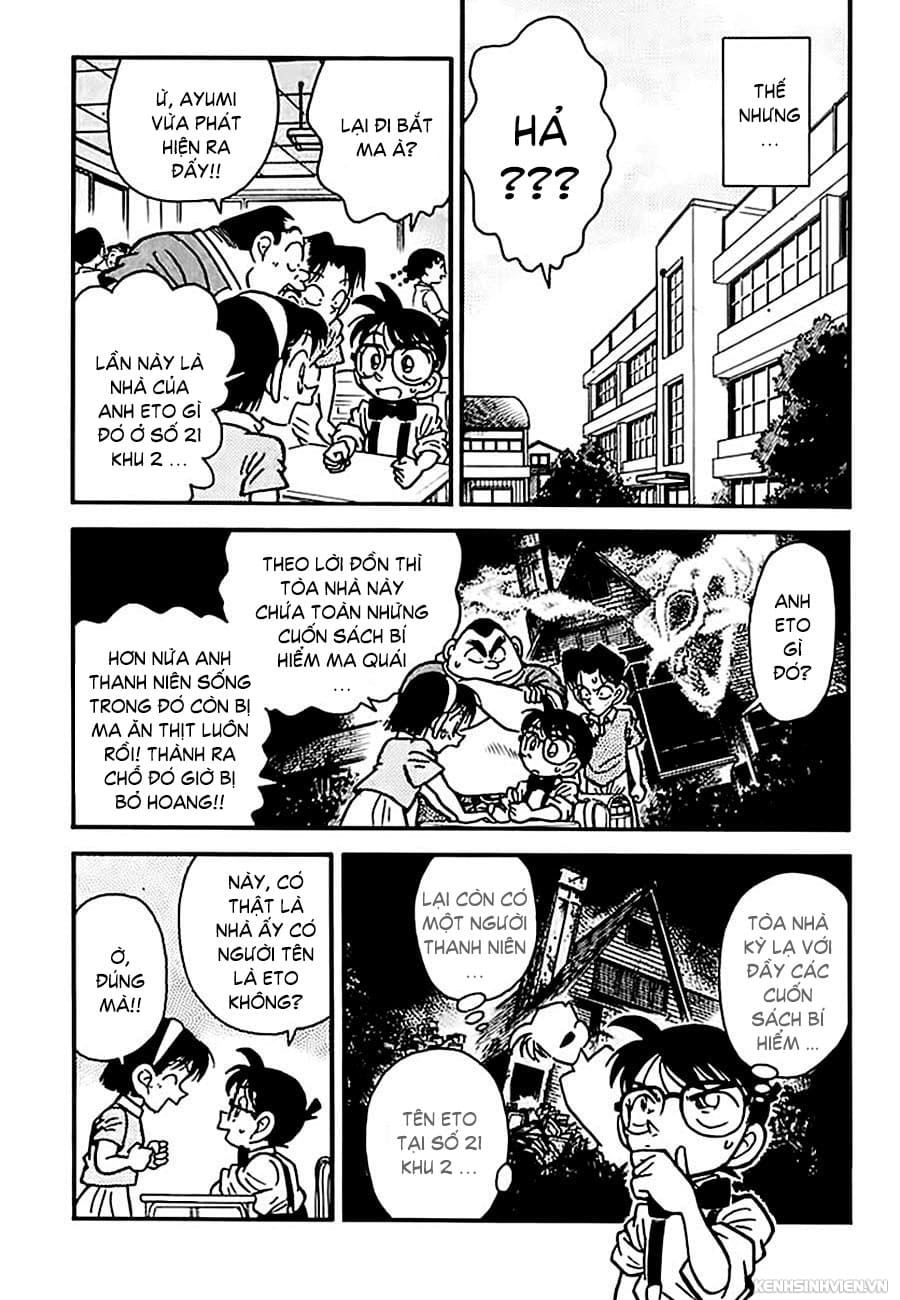 THẾ
NHƯNG
...
HẢ
???
LẠI ĐI BẮT
MA À?
Ừ, AYUMI
VỪA PHÁT
HIỆN RA
ĐẤY!!
LẦN NÀY LÀ
NHÀ CỦA
ANH ETO GÌ
ĐÓ Ở SỐ 21
KHU 2 ...
THEO LỜI ĐỒN THÌ
TÒA NHÀ NÀY
CHỨA TOÀN NHỮNG
CUỐN SÁCH BÍ
HIỂM MA QUÁI
...
HƠN NỮA ANH
THANH NIÊN SỐNG
TRONG ĐÓ CÒN BỊ
MA ĂN THỊT LUÔN
RỒI! THÀNH RA
CHỖ ĐÓ GIỜ BỊ
BỎ HOANG!!
ANH
ETO
GÌ
ĐÓ?
NÀY, CÓ
THẬT LÀ
NHÀ ẤY CÓ
NGƯỜI TÊN
LÀ ETO
KHÔNG?
Ờ,
ĐÚNG
MÀ!!
TÒA NHÀ
KỲ LẠ VỚI
ĐẦY CÁC
CUỐN
SÁCH BÍ
HIỂM ...
LẠI CÒN CÓ
MỘT NGƯỜI
THANH NIÊN
...
TÊN ETO
TẠI SỐ 21
KHU 2 ...
KENHSINHVIEN.VN